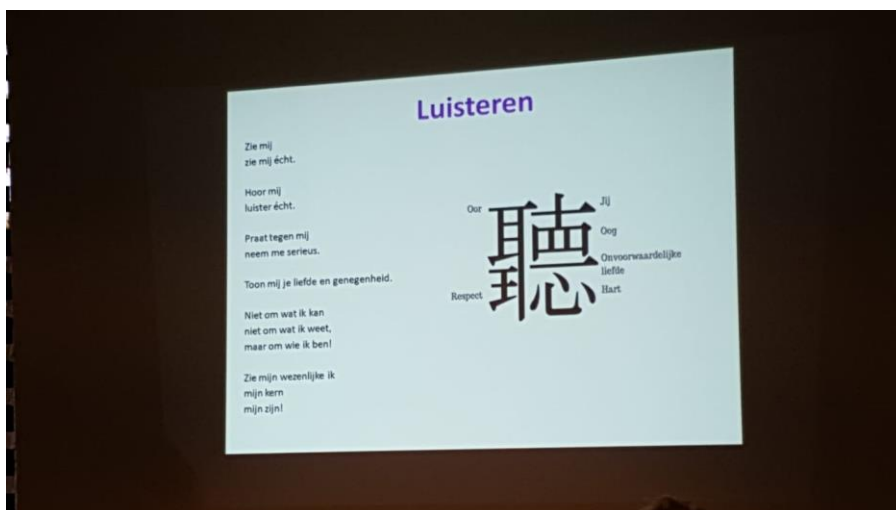 Luisteren
Zie mij
zie mij écht.
Hoor mij
luister écht.
Praat tegen mij
neem me serieus.
Toon mij je liefde en genegenheid.
Niet om wat ik kan
niet om wat ik weet,
maar om wie ik ben!
Zie mijn wezenlijke ik
mijn kern
mijn zijn!
Oor
Respect
聽
Jij
Oog
Onvoorwaardelijke
liefde
Hart